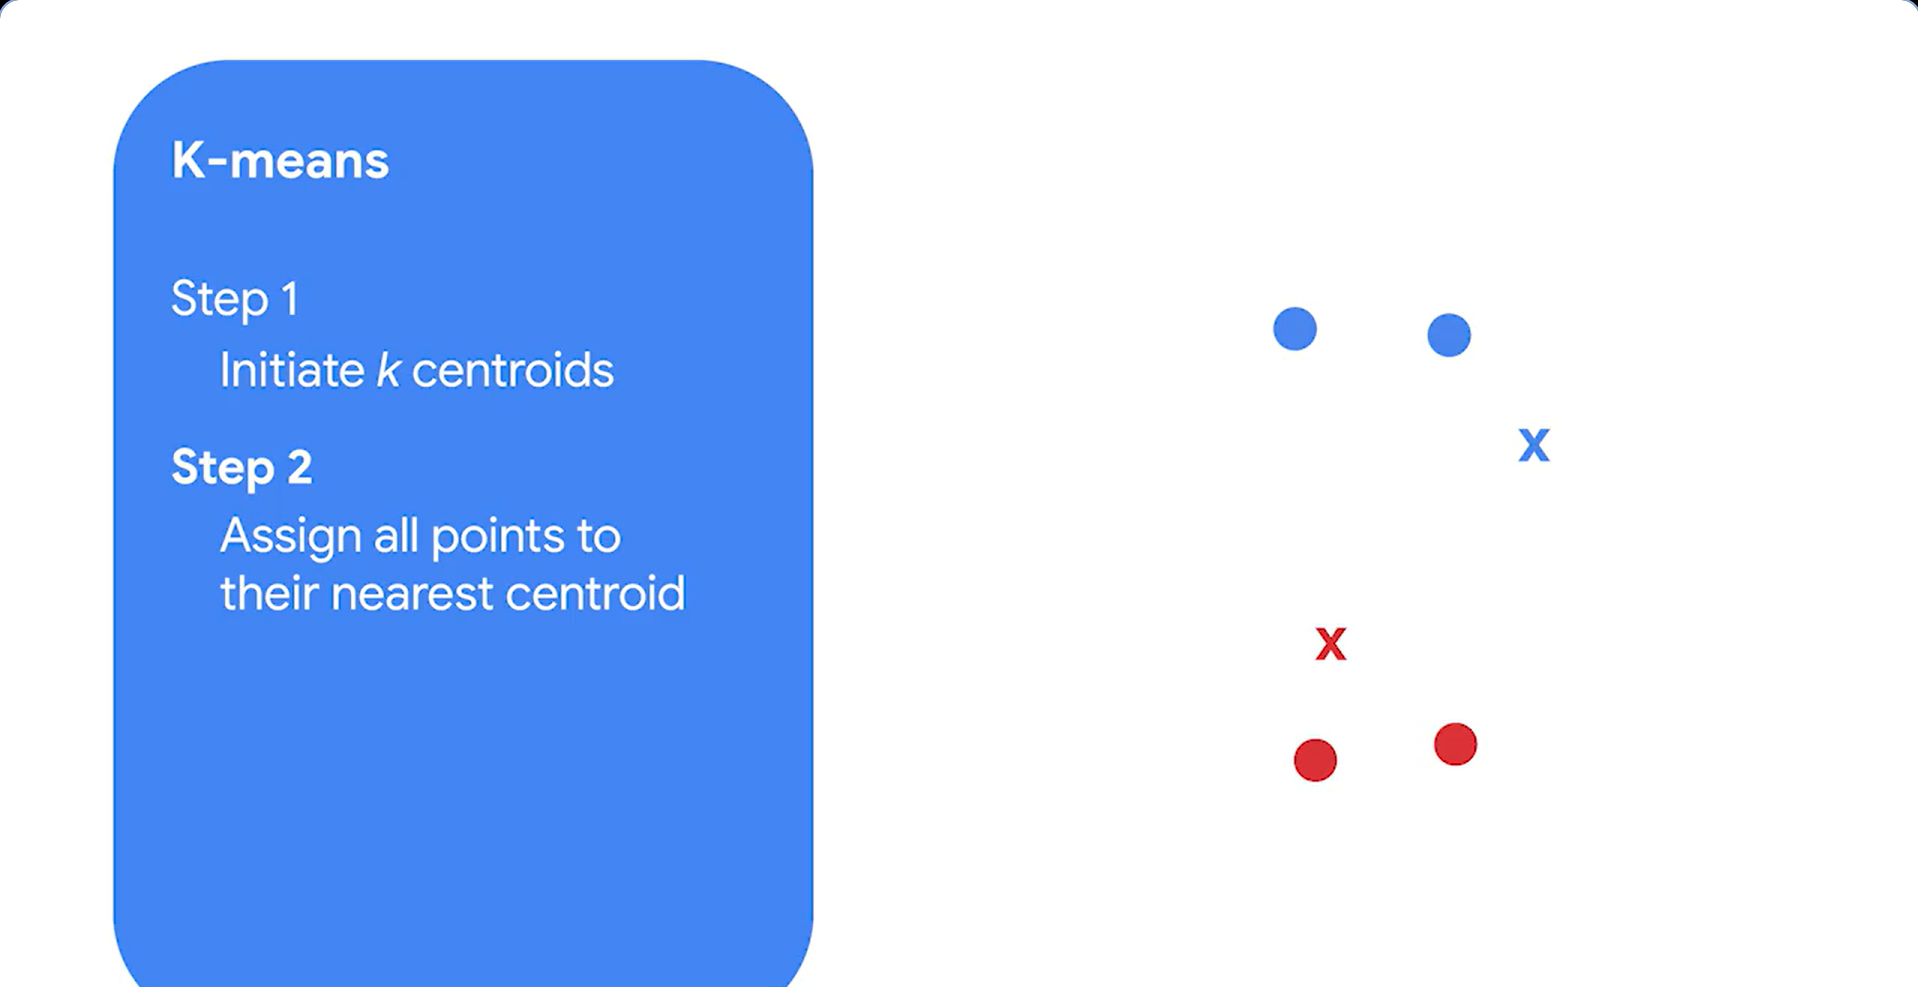 K-means
Step 1
Initiate k centroids
Step 2
Assign all points to
their nearest centroid
x
x